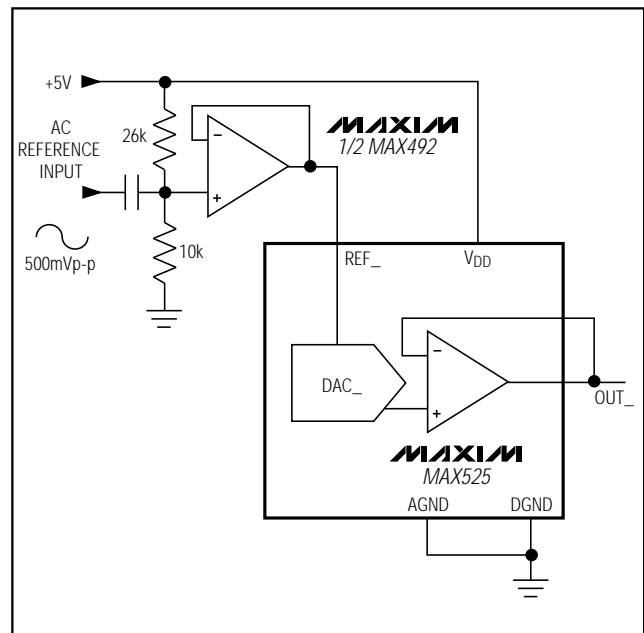 +5V
AC
REFERENCE
INPUT
26k
MAXIM
1/2 MAX492
−
+
500mVp-p
10k
REF_
VDD
DAC_
−
+
OUT_
MAXIM
MAX525
AGND
DGND